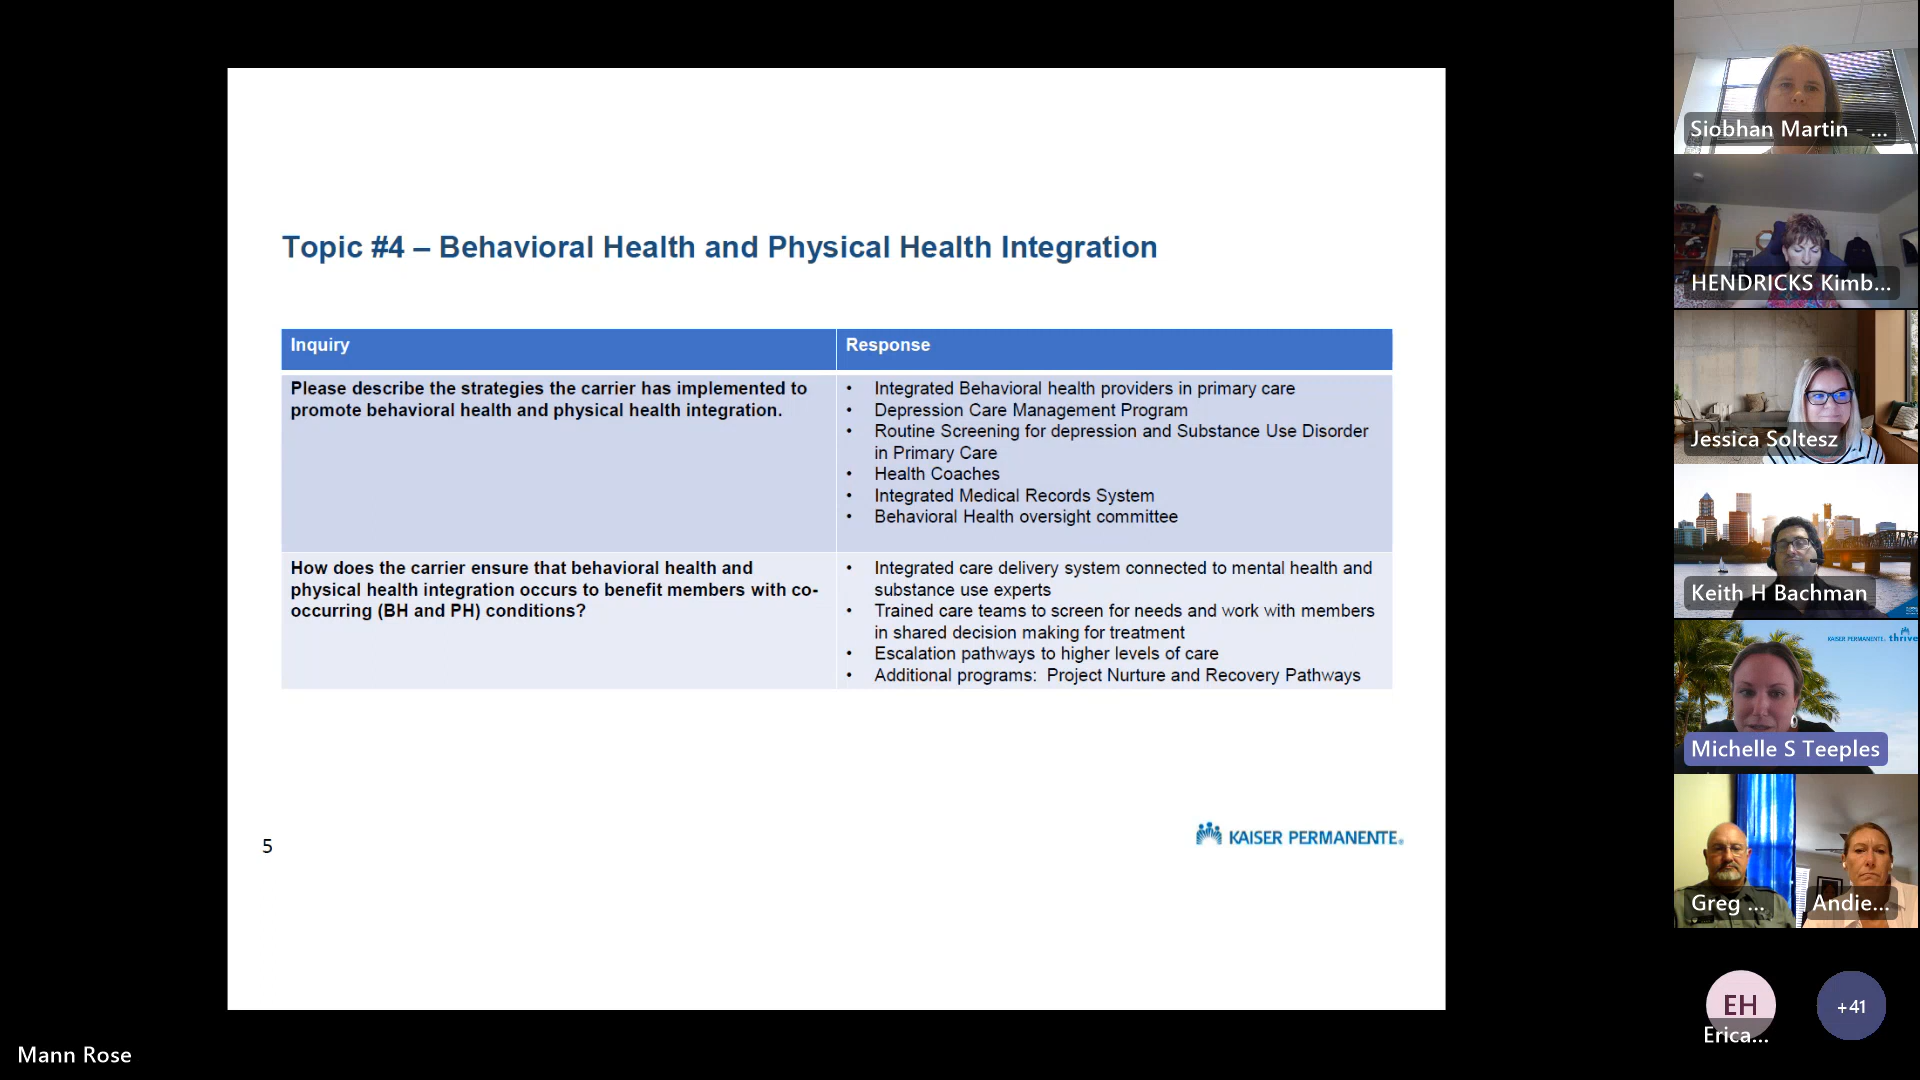 Topic #4 – Behavioral Health and Physical Health Integration
Inquiry
Response
Please describe the strategies the carrier has implemented to
promote behavioral health and physical health integration.
• Integrated Behavioral health providers in primary care
• Depression Care Management Program
• Routine Screening for depression and Substance Use Disorder
in Primary Care
• Health Coaches
• Integrated Medical Records System
• Behavioral Health oversight committee
How does the carrier ensure that behavioral health and
physical health integration occurs to benefit members with co-
occurring (BH and PH) conditions?
• Integrated care delivery system connected to mental health and
substance use experts
• Trained care teams to screen for needs and work with members
in shared decision making for treatment
• Escalation pathways to higher levels of care
• Additional programs:  Project Nurture and Recovery Pathways
5
KAISER PERMANENTE®
Mann Rose
Siobhan Martin - ...
HENDRICKS Kimb...
Jessica Soltesz
Keith H Bachman
KAISER PERMANENTE® thrive
Michelle S Teeples
Greg ...
Andie...
EH
Erica...
+41